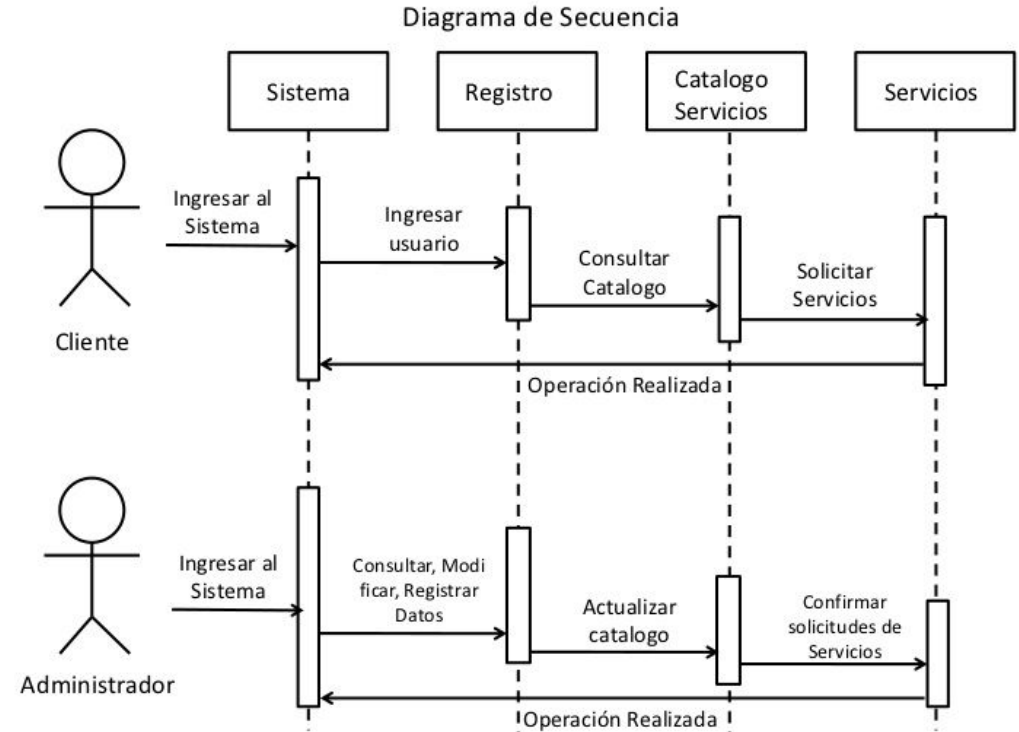 Diagrama de Secuencia
Sistema
Registro
Catalogo
Servicios
Servicios
Ingresar al
Sistema
Ingresar
usuario
Consultar
Catalogo
Solicitar
Servicios
Cliente
Operación Realizada
Ingresar al
Sistema
Consultar, Modi
ficar, Registrar
Datos
Actualizar
catalogo
Confirmar
solicitudes de
Servicios
Administrador
Operación Realizada